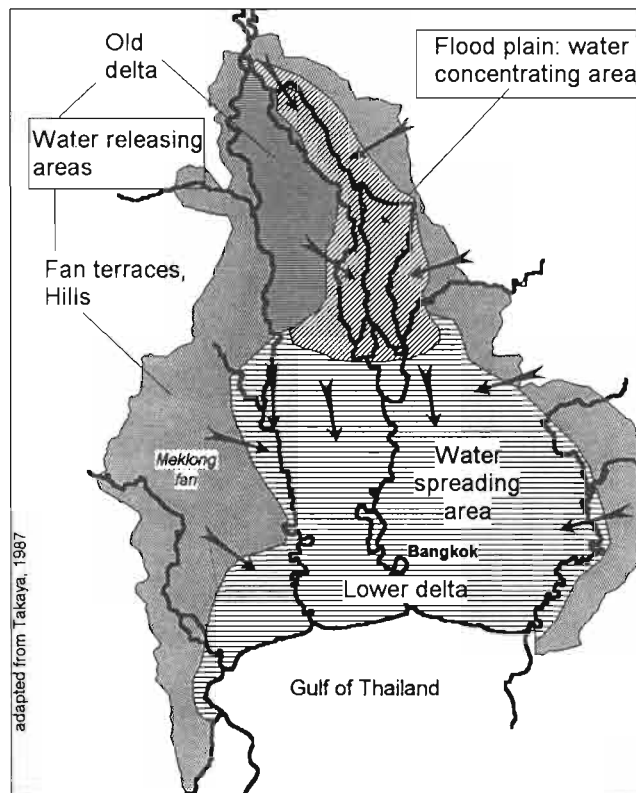 Old
delta
Flood plain: water
concentrating area
Water releasing
areas
Fan terraces,
Hills
Meklong
fan
Water
spreading
area
Bangkok
Lower delta
Gulf of Thailand
adapted from Takaya, 1987